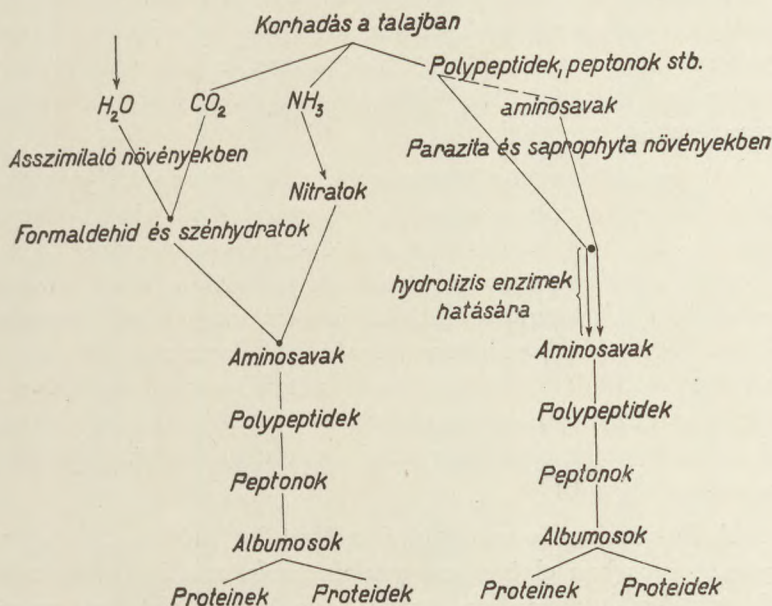 Korhadás a talajban
Polypeptidek, peptonok stb.
H₂O CO₂ NH₃ aminosavak
Asszimilaló növényekben Parazita és saprophyta növényekben
Nitratok
Formaldehid és szénhydratok
hydrolizis enzimek
hatására
Aminosavak Aminosavak
Polypeptidek Polypeptidek
Peptonok Peptonok
Albumosok Albumosok
Proteinek Proteidek Proteinek Proteidek